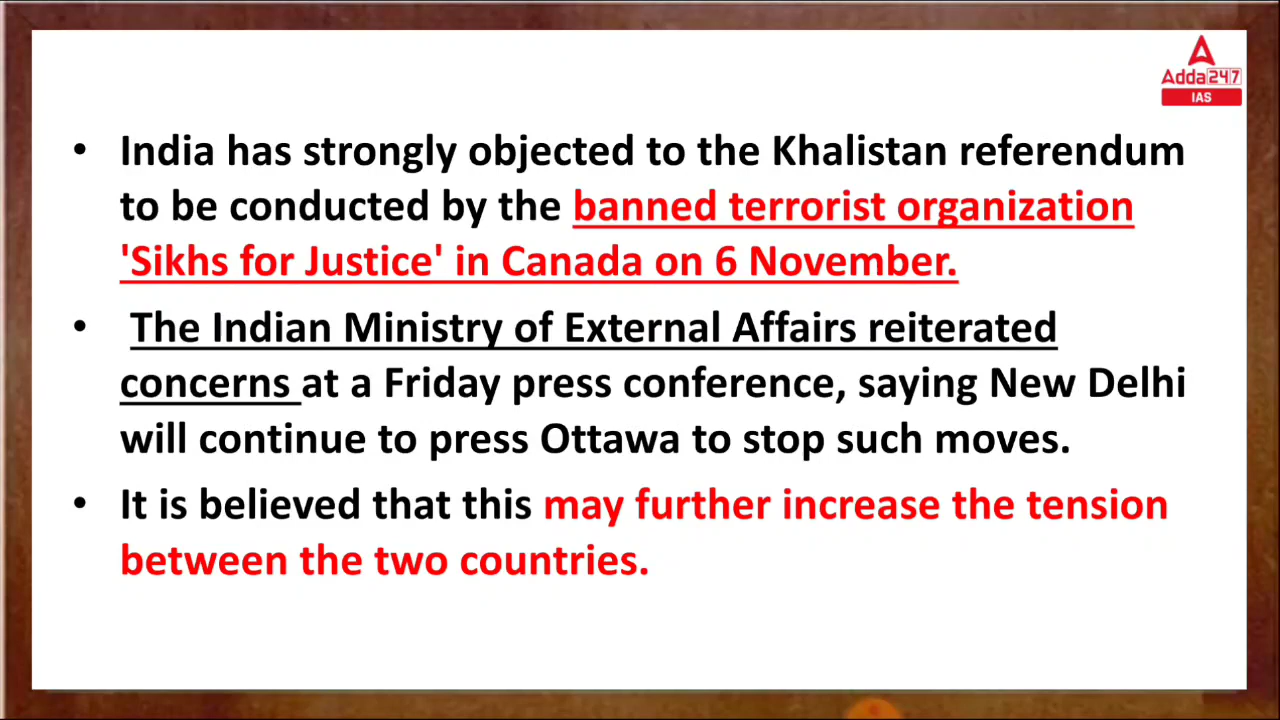 Adda247
IAS
• India has strongly objected to the Khalistan referendum
to be conducted by the banned terrorist organization
'Sikhs for Justice' in Canada on 6 November.
• The Indian Ministry of External Affairs reiterated
concerns at a Friday press conference, saying New Delhi
will continue to press Ottawa to stop such moves.
• It is believed that this may further increase the tension
between the two countries.